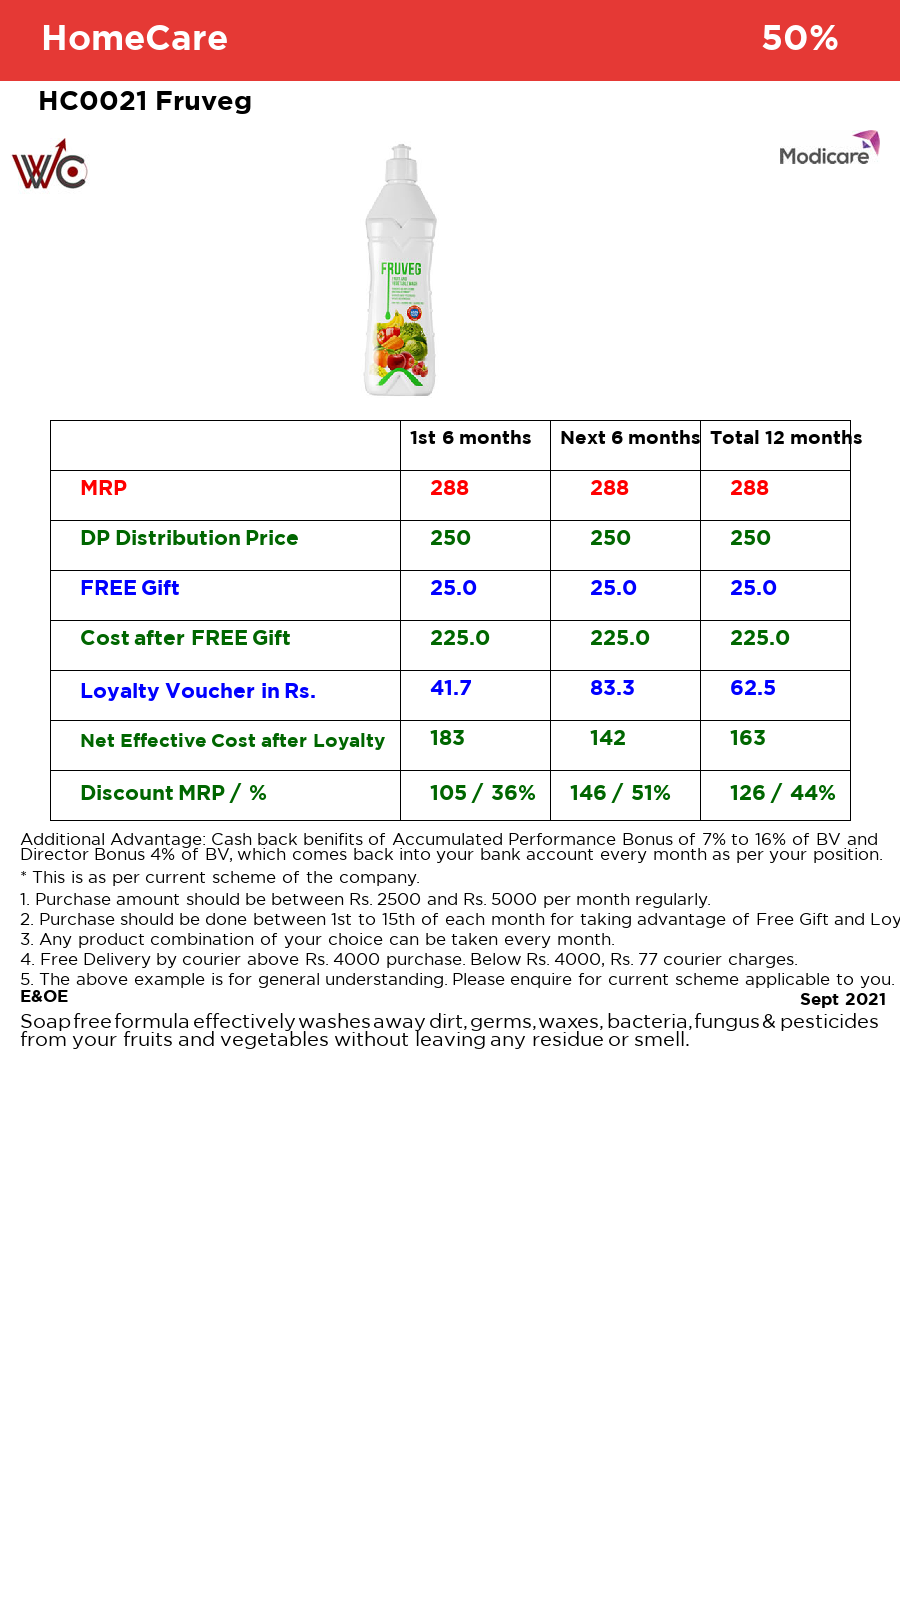 HomeCare 50%
HC0021 Fruveg
WC
Modicare
FRUVEG
FRUIT AND
VEGETABLE WASH
1st 6 months Next 6 months Total 12 months
MRP 288 288 288
DP Distribution Price 250 250 250
FREE Gift 25.0 25.0 25.0
Cost after FREE Gift 225.0 225.0 225.0
Loyalty Voucher in Rs. 41.7 83.3 62.5
Net Effective Cost after Loyalty 183 142 163
Discount MRP / % 105 / 36% 146 / 51% 126 / 44%
Additional Advantage: Cash back benifits of Accumulated Performance Bonus of 7% to 16% of BV and
Director Bonus 4% of BV, which comes back into your bank account every month as per your position.
* This is as per current scheme of the company.
1. Purchase amount should be between Rs. 2500 and Rs. 5000 per month regularly.
2. Purchase should be done between 1st to 15th of each month for taking advantage of Free Gift and Loy
3. Any product combination of your choice can be taken every month.
4. Free Delivery by courier above Rs. 4000 purchase. Below Rs. 4000, Rs. 77 courier charges.
5. The above example is for general understanding. Please enquire for current scheme applicable to you.
E&OE
Sept 2021
Soap free formula effectively washes away dirt, germs, waxes, bacteria, fungus & pesticides
from your fruits and vegetables without leaving any residue or smell.